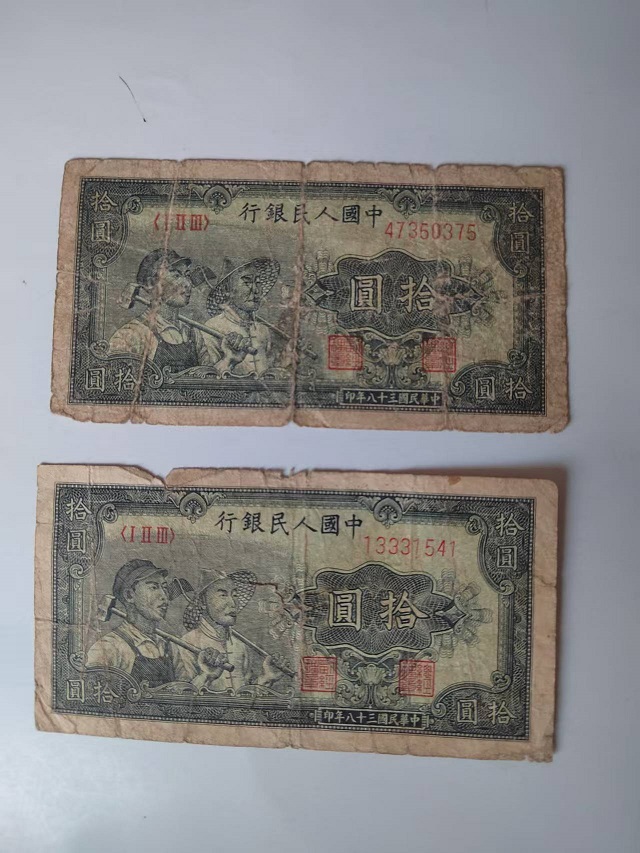 行銀民人國中
〈I II III〉
47350375
拾圓
拾圓
圓拾
圓拾
圓拾
印年八十三國民華中
行銀民人國中
〈I II III〉
13331541
拾圓
拾圓
圓拾
圓拾
圓拾
印年八十三國民華中